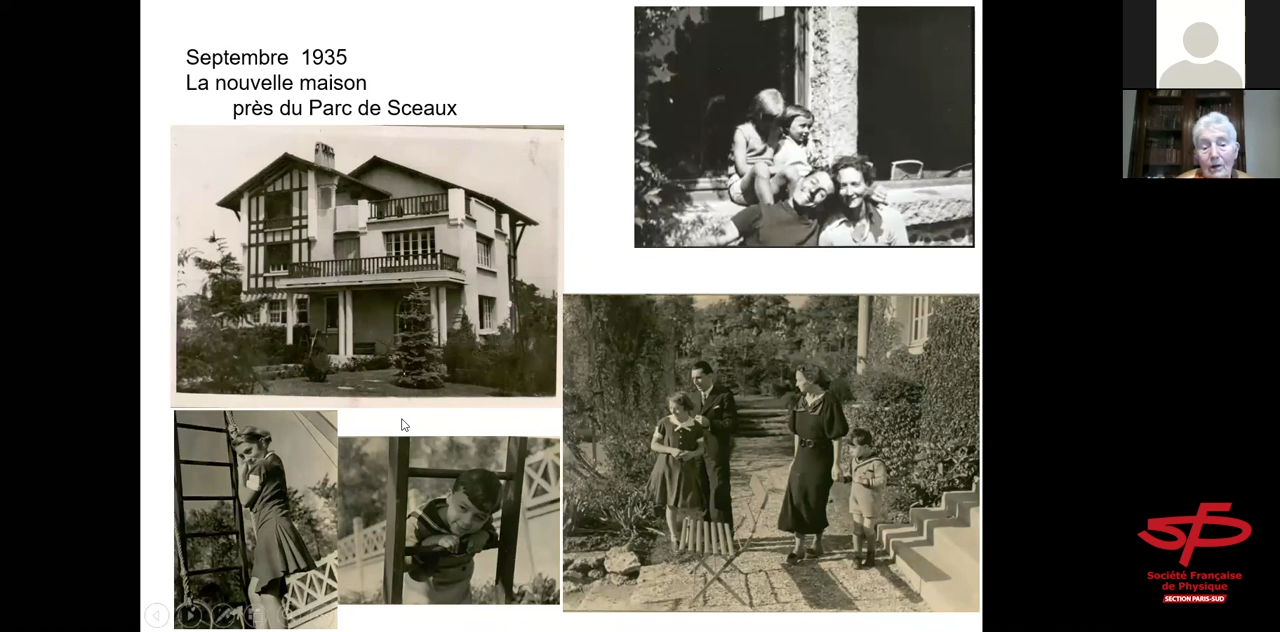 Septembre 1935
La nouvelle maison
près du Parc de Sceaux
Société Française
de Physique
SECTION PARIS-SUD